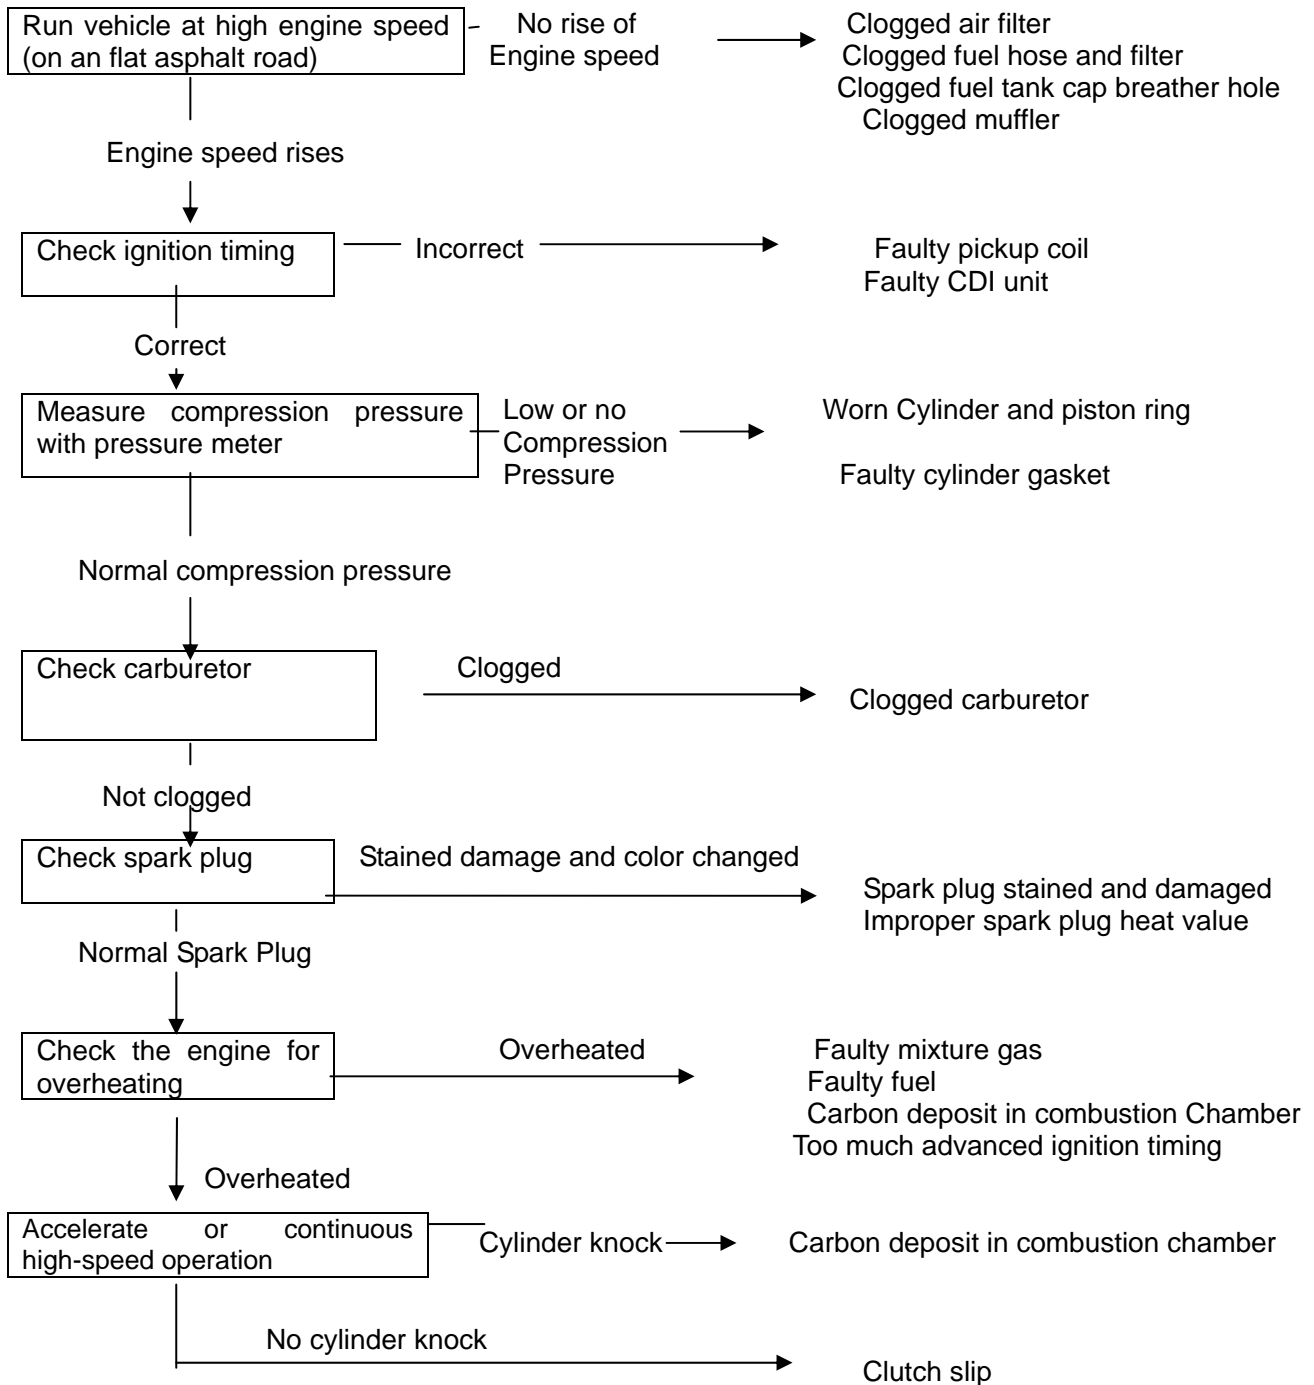 Run vehicle at high engine speed
(on an flat asphalt road)
No rise of
Engine speed
Clogged air filter
Clogged fuel hose and filter
Clogged fuel tank cap breather hole
Clogged muffler
Engine speed rises
Check ignition timing
Incorrect
Faulty pickup coil
Faulty CDI unit
Correct
Measure compression pressure
with pressure meter
Low or no
Compression
Pressure
Worn Cylinder and piston ring
Faulty cylinder gasket
Normal compression pressure
Check carburetor
Clogged
Clogged carburetor
Not clogged
Check spark plug
Stained damage and color changed
Spark plug stained and damaged
Improper spark plug heat value
Normal Spark Plug
Check the engine for
overheating
Overheated
Faulty mixture gas
Faulty fuel
Carbon deposit in combustion Chamber
Too much advanced ignition timing
Overheated
Accelerate or continuous
high-speed operation
Cylinder knock
Carbon deposit in combustion chamber
No cylinder knock
Clutch slip